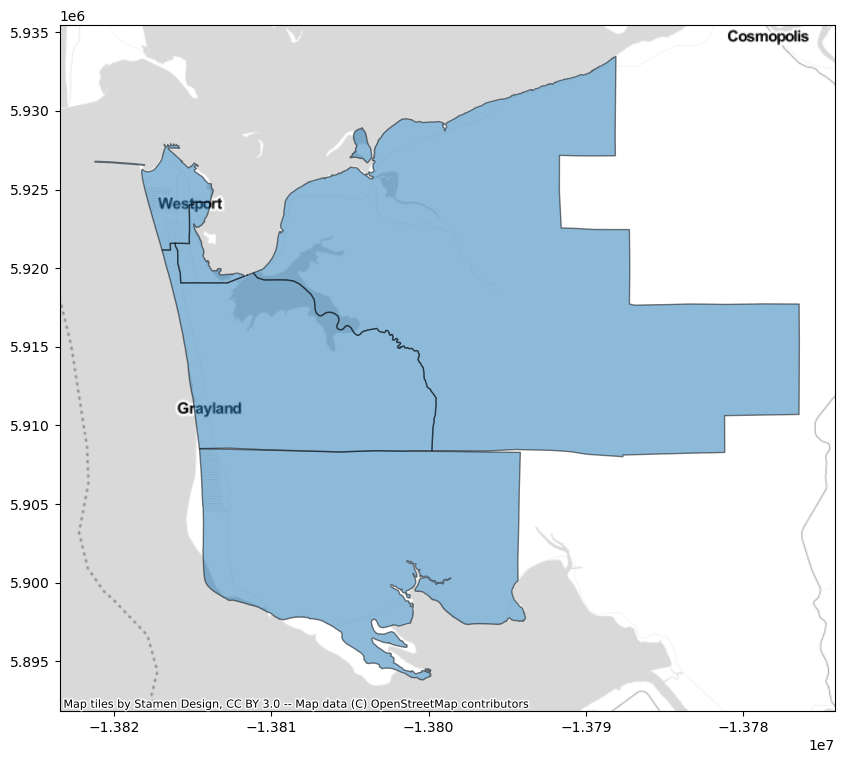 1e6
5.935
Cosmopolis
5.930
5.925
Westport
5.920
5.915
Grayland
5.910
5.905
5.900
5.895
Map tiles by Stamen Design, CC BY 3.0 -- Map data (C) OpenStreetMap contributors
−1.382 −1.381 −1.380 −1.379 −1.378
1e7